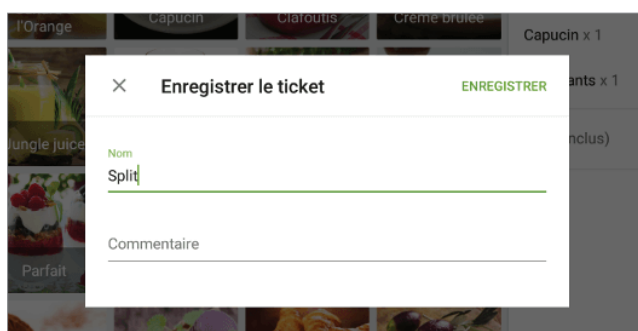 l'Orange
Capucin
Clafoutis
Crème brûlée
Capucin x 1
Enregistrer le ticket
ENREGISTRER
ants x 1
Jungle juice
nclus)
Nom
Split
Commentaire
Parfait